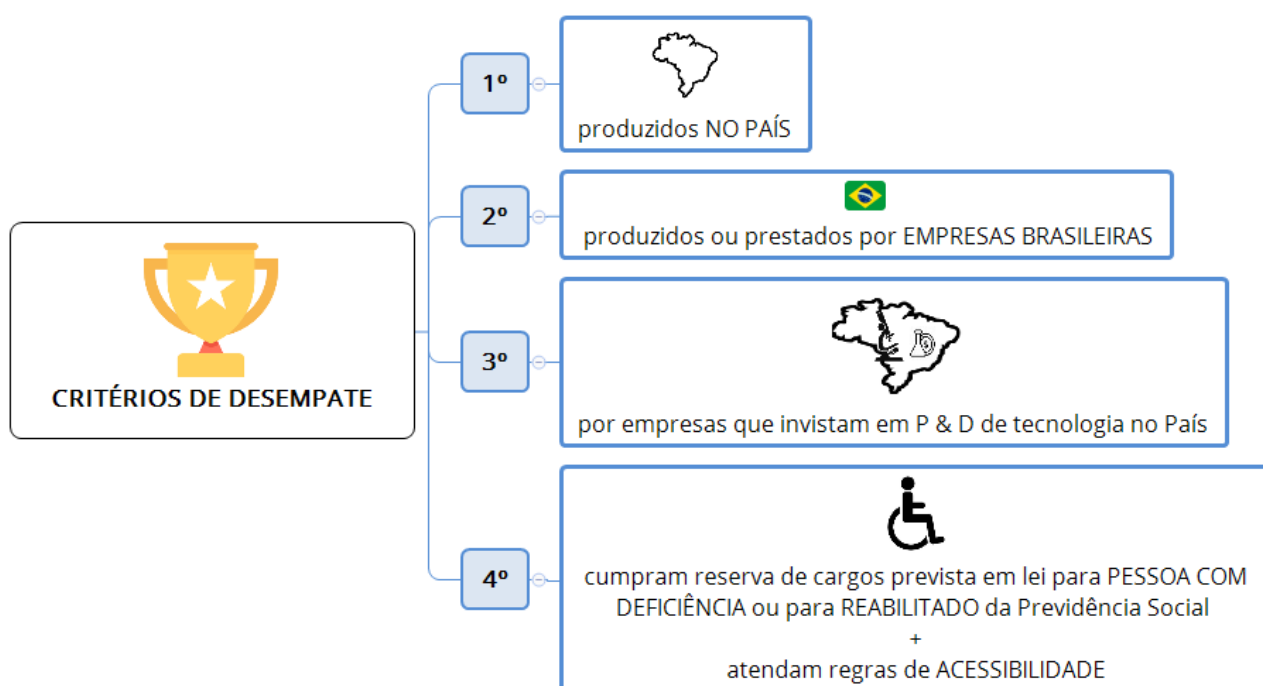 CRITÉRIOS DE DESEMPATE
1º
produzidos NO PAÍS
2º
produzidos ou prestados por EMPRESAS BRASILEIRAS
3º
por empresas que invistam em P & D de tecnologia no País
4º
cumpram reserva de cargos prevista em lei para PESSOA COM
DEFICIÊNCIA ou para REABILITADO da Previdência Social
+
atendam regras de ACESSIBILIDADE